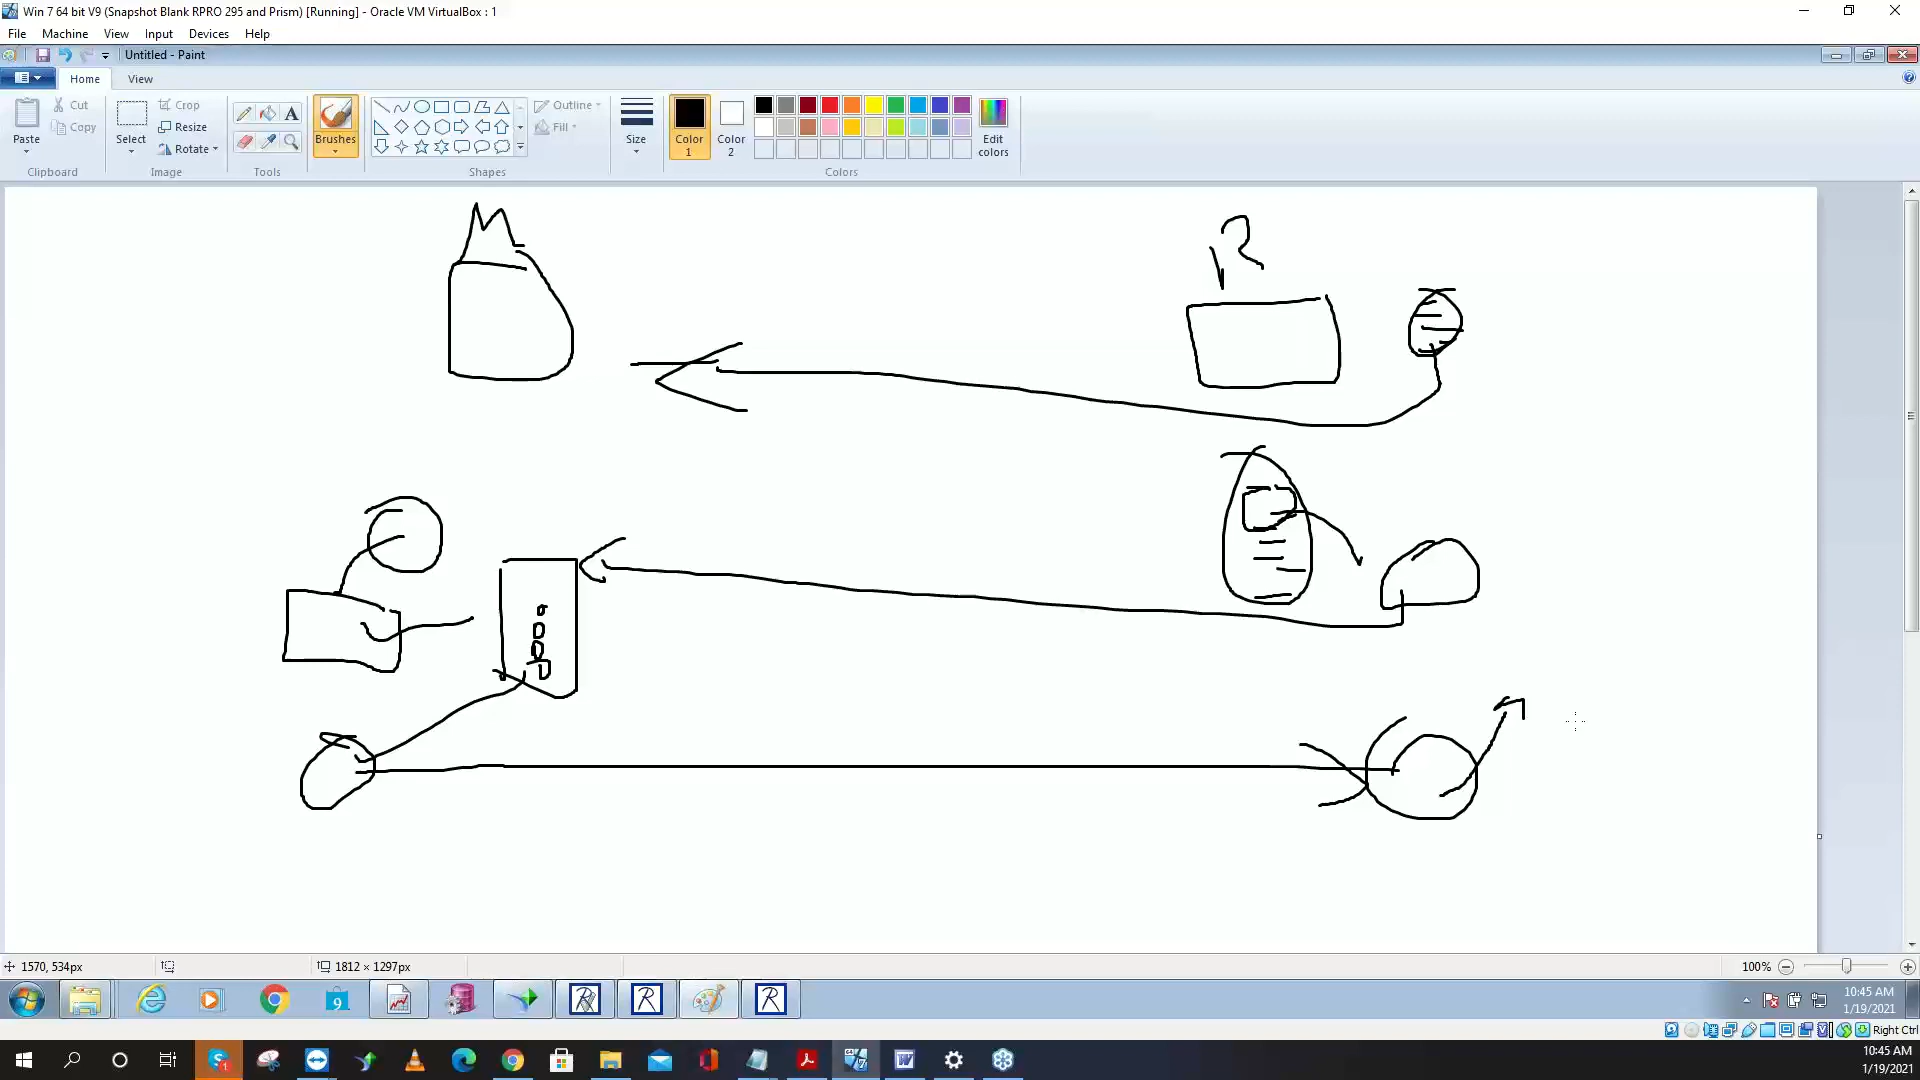 Win 7 64 bit V9 (Snapshot Blank RPRO 295 and Prism) [Running] - Oracle VM VirtualBox : 1
File Machine View Input Devices Help
Untitled - Paint
Home View
Cut
Copy
Paste
Clipboard
Crop
Resize
Rotate
Select
Image
A
Tools
Brushes
Outline
Fill
Shapes
Size
Color 1
Color 2
Edit colors
Colors
R
1570, 534px
1812 × 1297px
100%
9
R R R
10:45 AM
1/19/2021
Right Ctrl
10:45 AM
1/19/2021